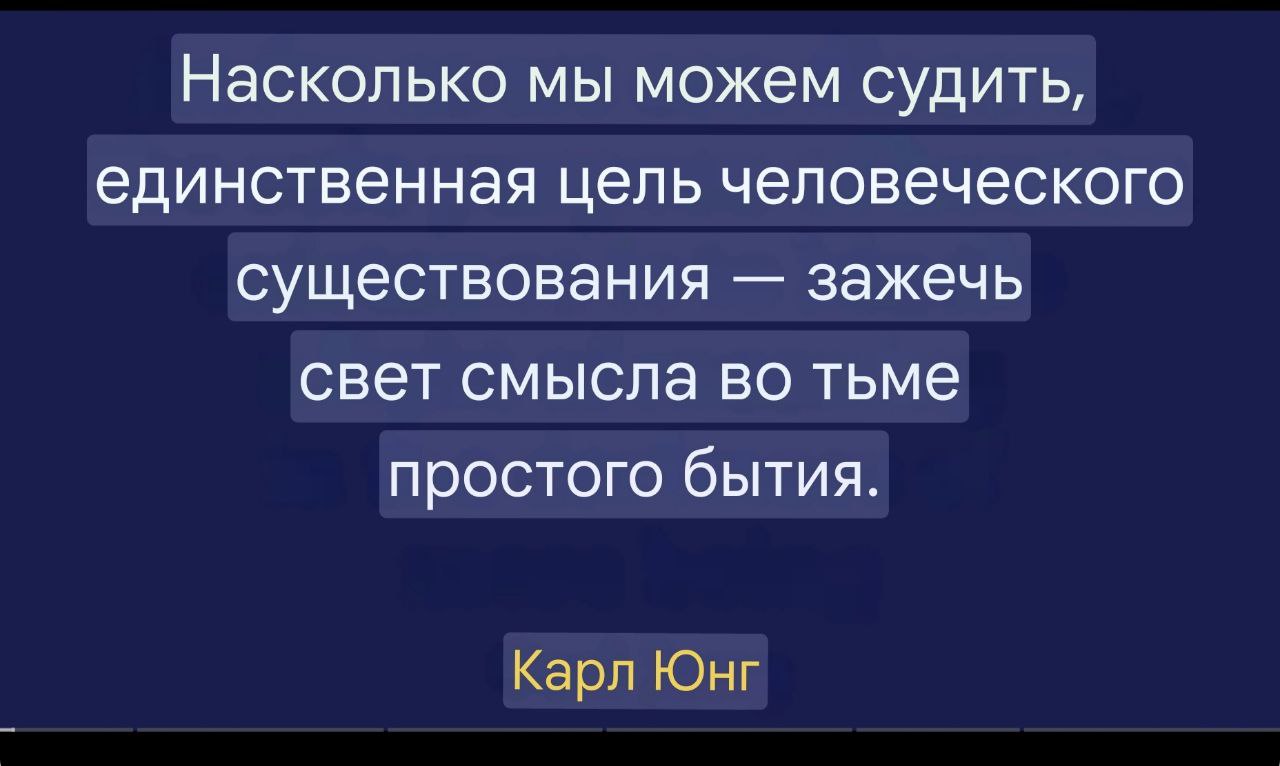 Насколько мы можем судить,
единственная цель человеческого
существования — зажечь
свет смысла во тьме
простого бытия.
Карл Юнг